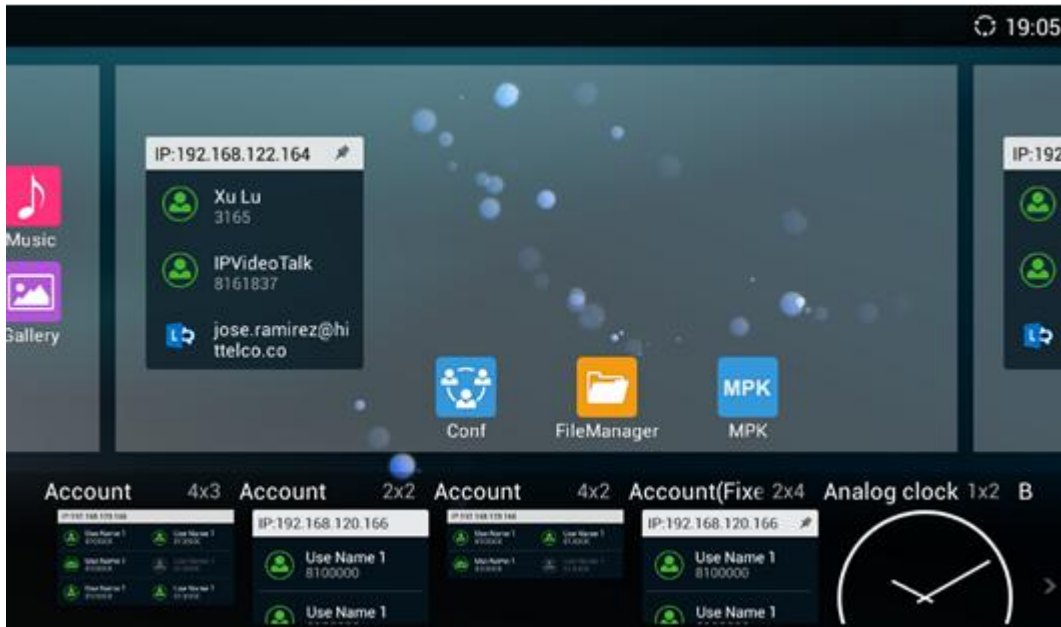 19:05
IP:192.168.122.164
IP:192
Xu Lu
3165
Music
IPVideoTalk
8161837
Gallery
jose.ramirez@hi
ttelco.co
MPK
Conf
FileManager
MPK
Account 4x3
Account 2x2
Account 4x2
Account(Fixe 2x4
Analog clock 1x2
B
IP:192.168.120.166
IP:192.168.120.166
Use Name 1
8100000
Use Name 1
8100000
Use Name 1
Use Name 1